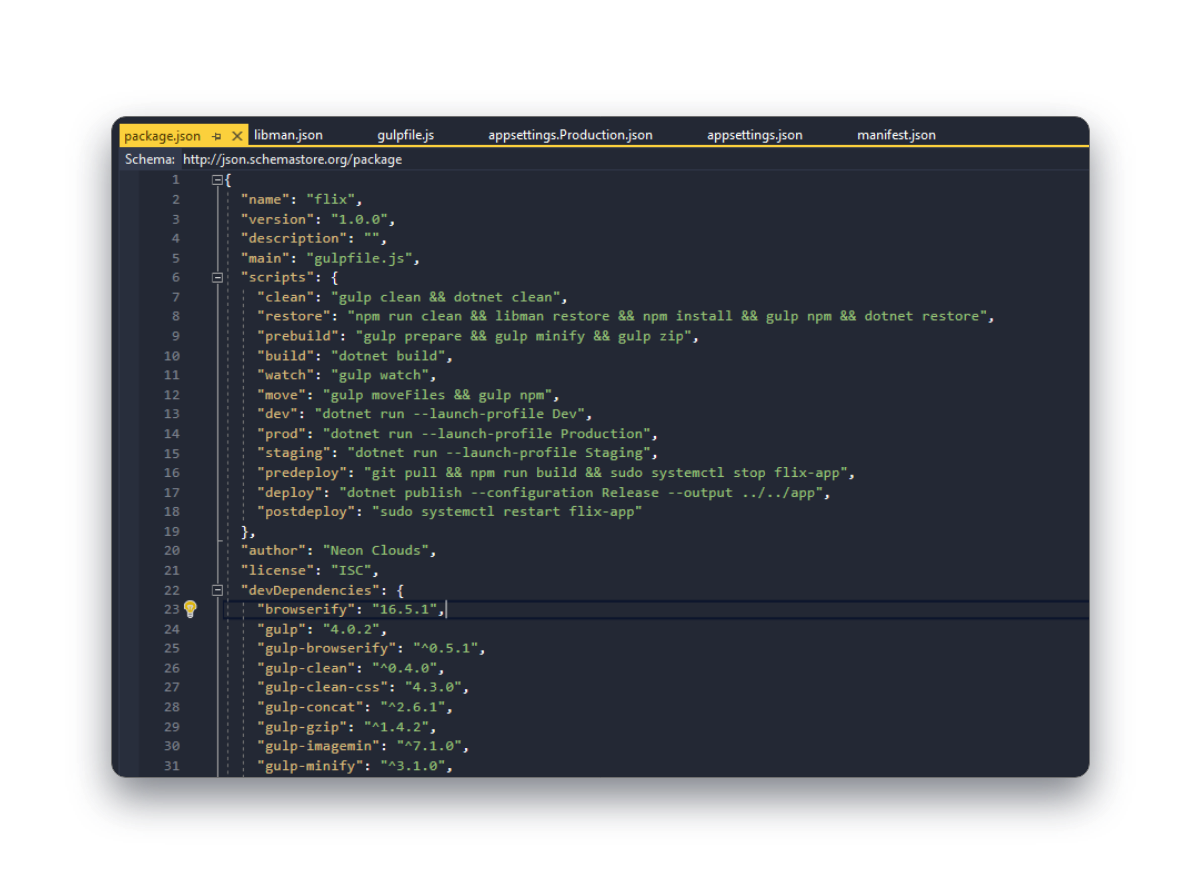 package.json libman.json gulpfile.js appsettings.Production.json appsettings.json manifest.json
Schema: http://json.schemastore.org/package
1 {
2 "name": "flix",
3 "version": "1.0.0",
4 "description": "",
5 "main": "gulpfile.js",
6 "scripts": {
7 "clean": "gulp clean && dotnet clean",
8 "restore": "npm run clean && libman restore && npm install && gulp npm && dotnet restore",
9 "prebuild": "gulp prepare && gulp minify && gulp zip",
10 "build": "dotnet build",
11 "watch": "gulp watch",
12 "move": "gulp moveFiles && gulp npm",
13 "dev": "dotnet run --launch-profile Dev",
14 "prod": "dotnet run --launch-profile Production",
15 "staging": "dotnet run --launch-profile Staging",
16 "predeploy": "git pull && npm run build && sudo systemctl stop flix-app",
17 "deploy": "dotnet publish --configuration Release --output ../../app",
18 "postdeploy": "sudo systemctl restart flix-app"
19 },
20 "author": "Neon Clouds",
21 "license": "ISC",
22 "devDependencies": {
23 "browserify": "16.5.1",
24 "gulp": "4.0.2",
25 "gulp-browserify": "^0.5.1",
26 "gulp-clean": "^0.4.0",
27 "gulp-clean-css": "4.3.0",
28 "gulp-concat": "^2.6.1",
29 "gulp-gzip": "^1.4.2",
30 "gulp-imagemin": "^7.1.0",
31 "gulp-minify": "^3.1.0",